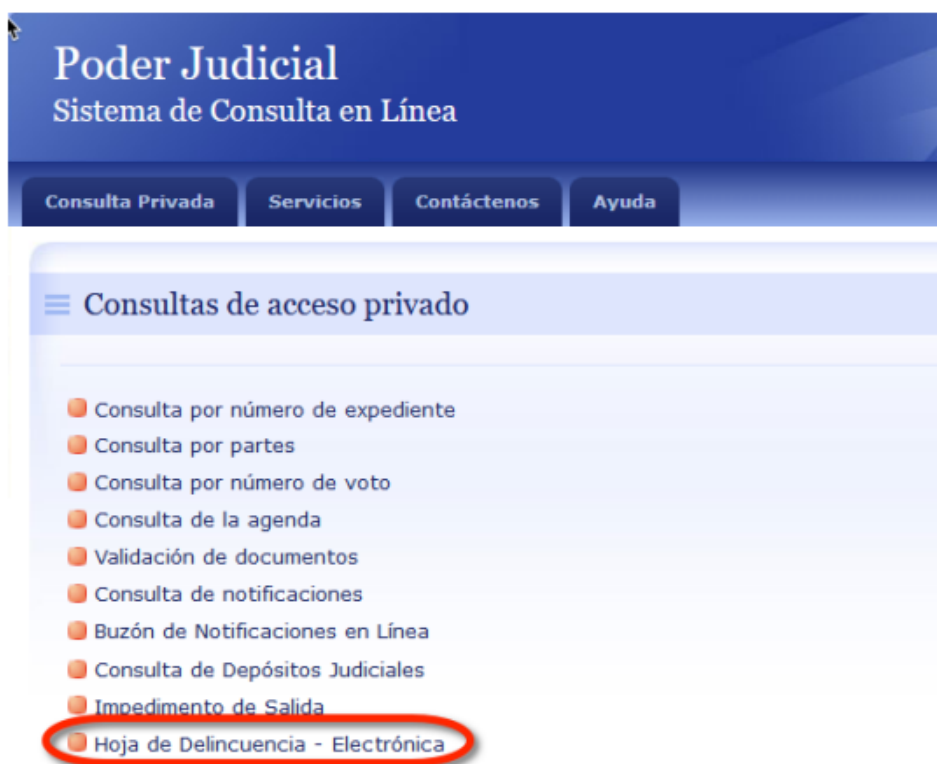 Poder Judicial
Sistema de Consulta en Línea
Consulta Privada Servicios Contáctenos Ayuda
Consultas de acceso privado
Consulta por número de expediente
Consulta por partes
Consulta por número de voto
Consulta de la agenda
Validación de documentos
Consulta de notificaciones
Buzón de Notificaciones en Línea
Consulta de Depósitos Judiciales
Impedimento de Salida
Hoja de Delincuencia - Electrónica